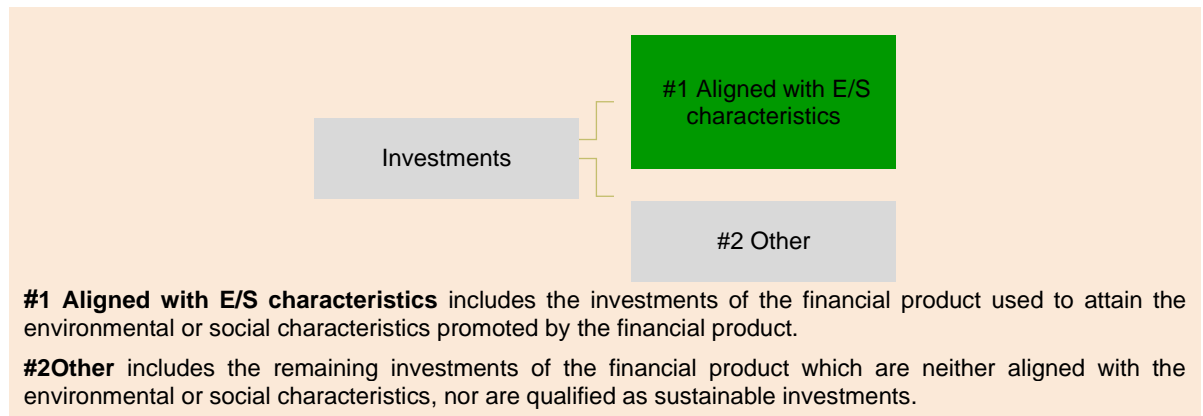 #1 Aligned with E/S
characteristics
Investments
#2 Other
#1 Aligned with E/S characteristics includes the investments of the financial product used to attain the
environmental or social characteristics promoted by the financial product.
#2Other includes the remaining investments of the financial product which are neither aligned with the
environmental or social characteristics, nor are qualified as sustainable investments.